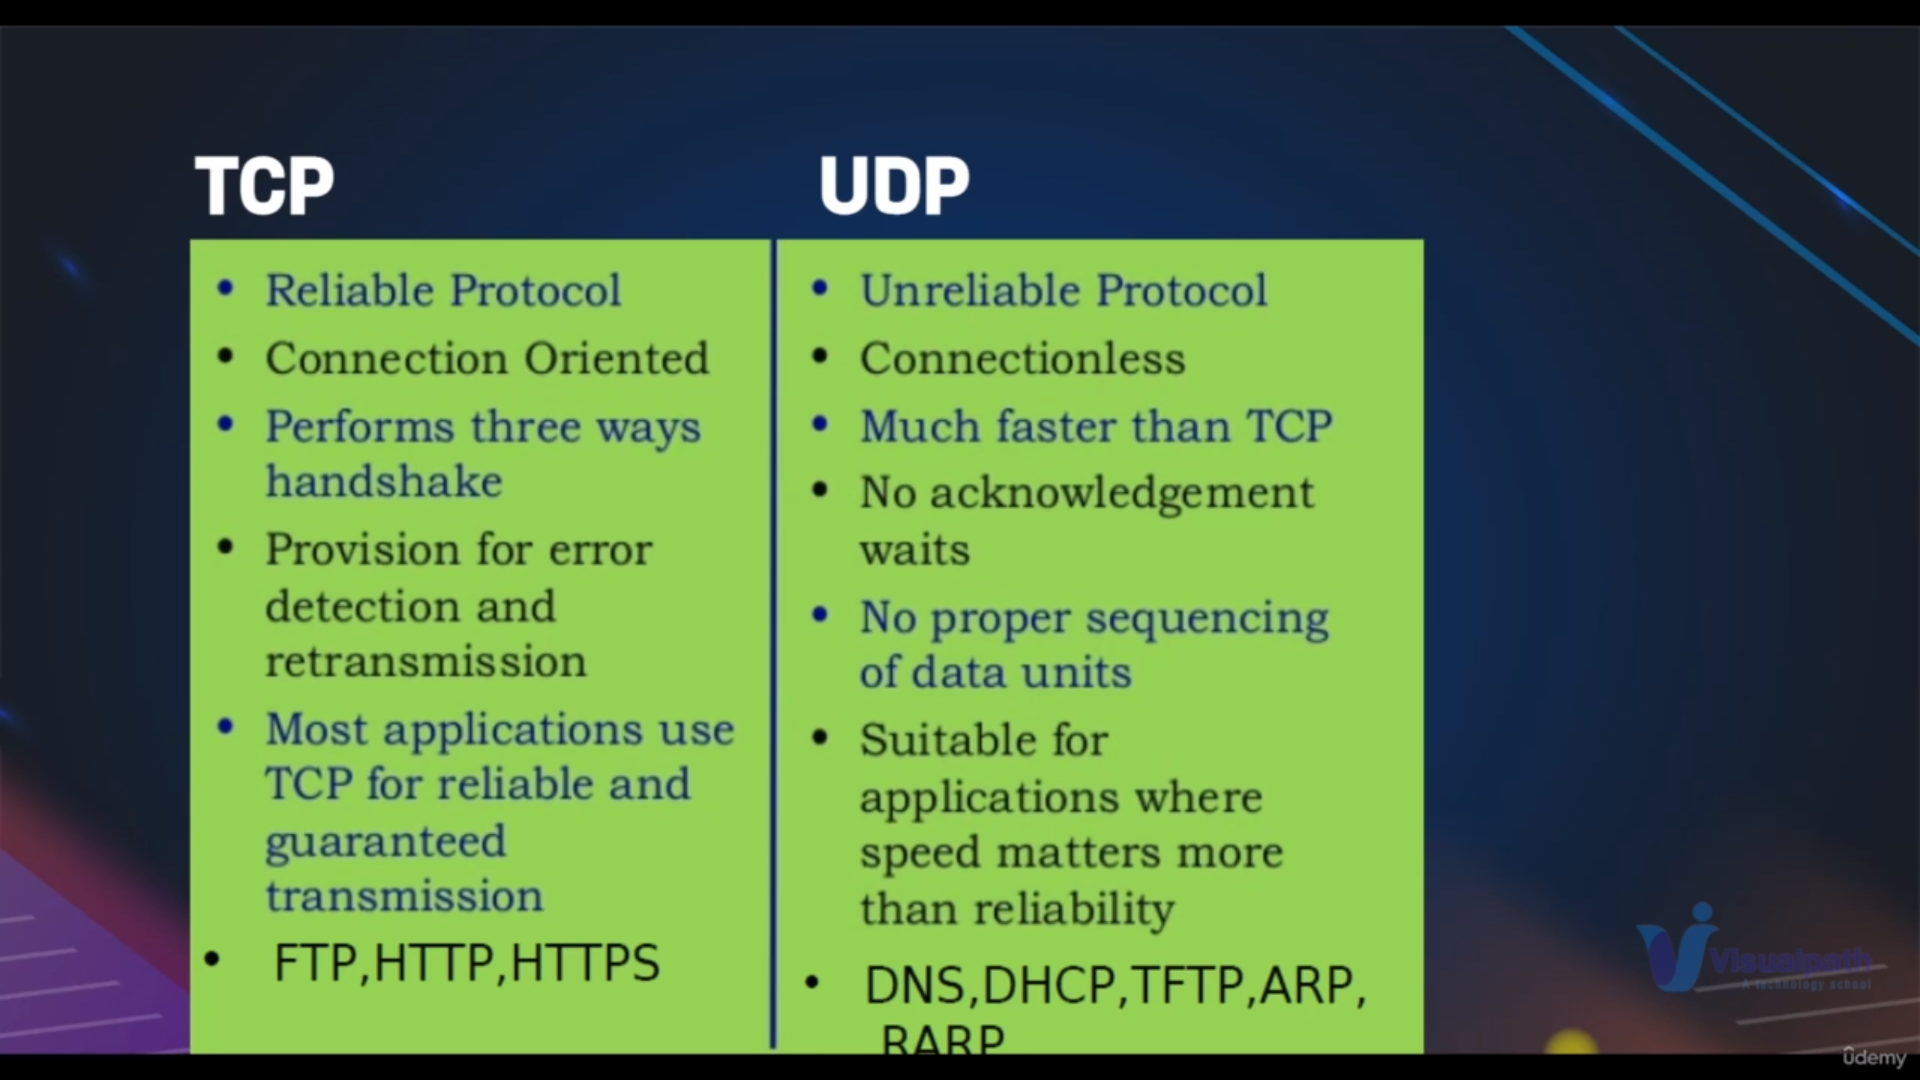 TCP
• Reliable Protocol
• Connection Oriented
• Performs three ways
handshake
• Provision for error
detection and
retransmission
• Most applications use
TCP for reliable and
guaranteed
transmission
• FTP,HTTP,HTTPS
UDP
• Unreliable Protocol
• Connectionless
• Much faster than TCP
• No acknowledgement
waits
• No proper sequencing
of data units
• Suitable for
applications where
speed matters more
than reliability
• DNS,DHCP,TFTP,ARP,
RARP
Visualpath
A technology school
ûdemy